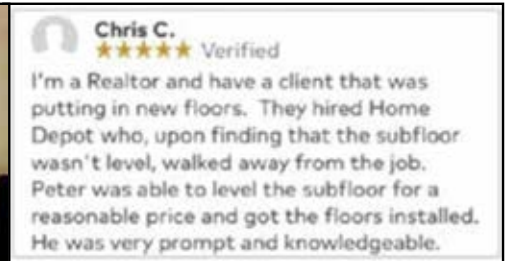 Chris C.
★★★★★ Verified
I'm a Realtor and have a client that was
putting in new floors. They hired Home
Depot who, upon finding that the subfloor
wasn't level, walked away from the job.
Peter was able to level the subfloor for a
reasonable price and got the floors installed.
He was very prompt and knowledgeable.